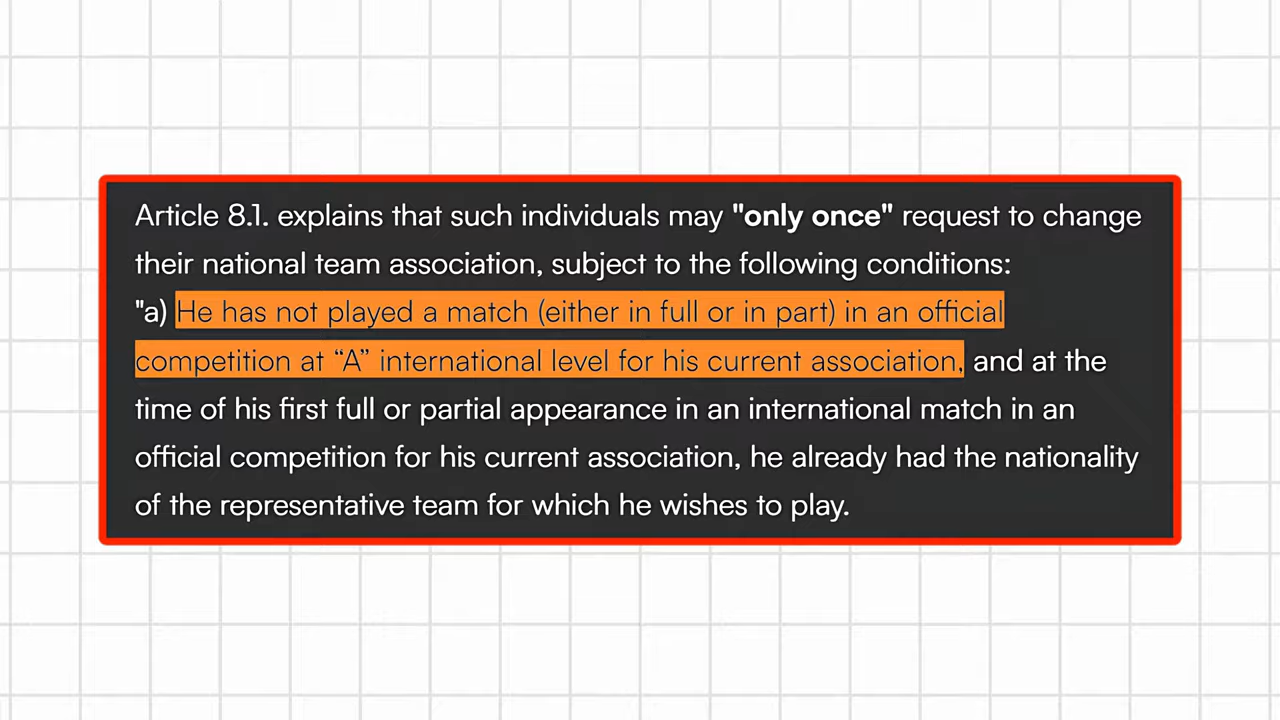 Article 8.1. explains that such individuals may "only once" request to change
their national team association, subject to the following conditions:
"a) He has not played a match (either in full or in part) in an official
competition at “A” international level for his current association, and at the
time of his first full or partial appearance in an international match in an
official competition for his current association, he already had the nationality
of the representative team for which he wishes to play.